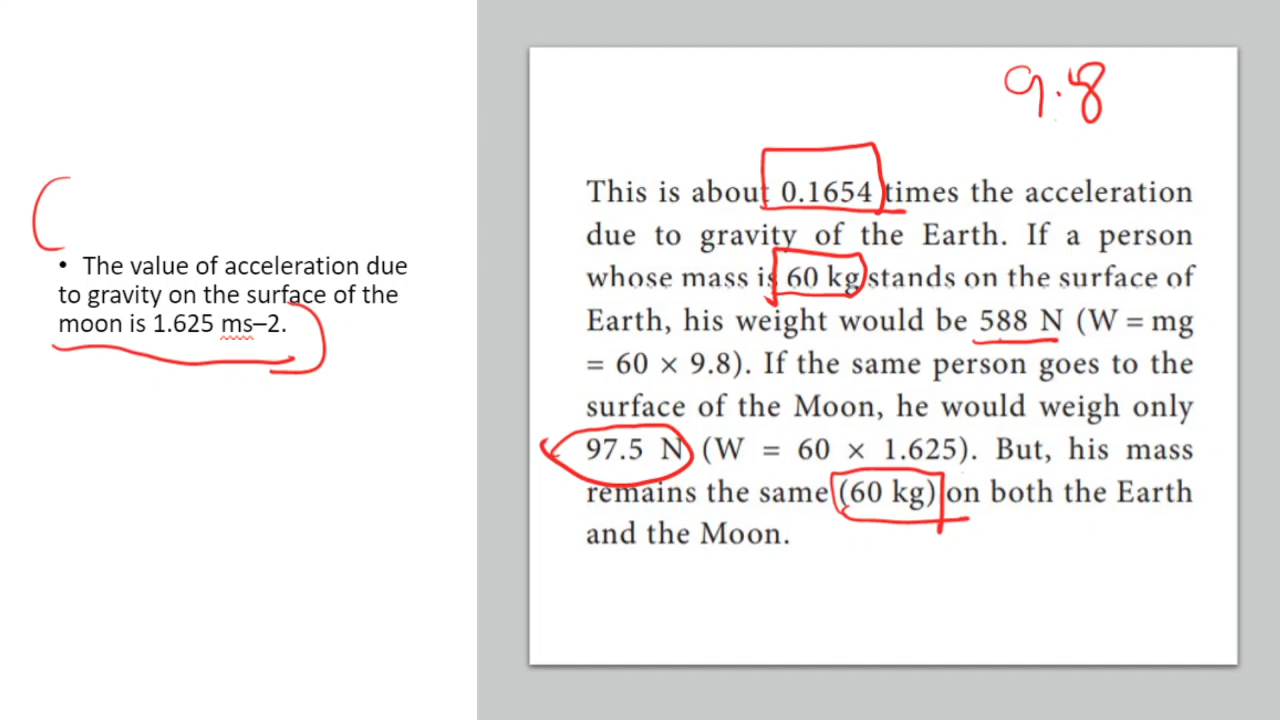 • The value of acceleration due
to gravity on the surface of the
moon is 1.625 ms–2.
9.8
This is about 0.1654 times the acceleration
due to gravity of the Earth. If a person
whose mass is 60 kg stands on the surface of
Earth, his weight would be 588 N (W = mg
= 60 × 9.8). If the same person goes to the
surface of the Moon, he would weigh only
97.5 N (W = 60 × 1.625). But, his mass
remains the same (60 kg) on both the Earth
and the Moon.